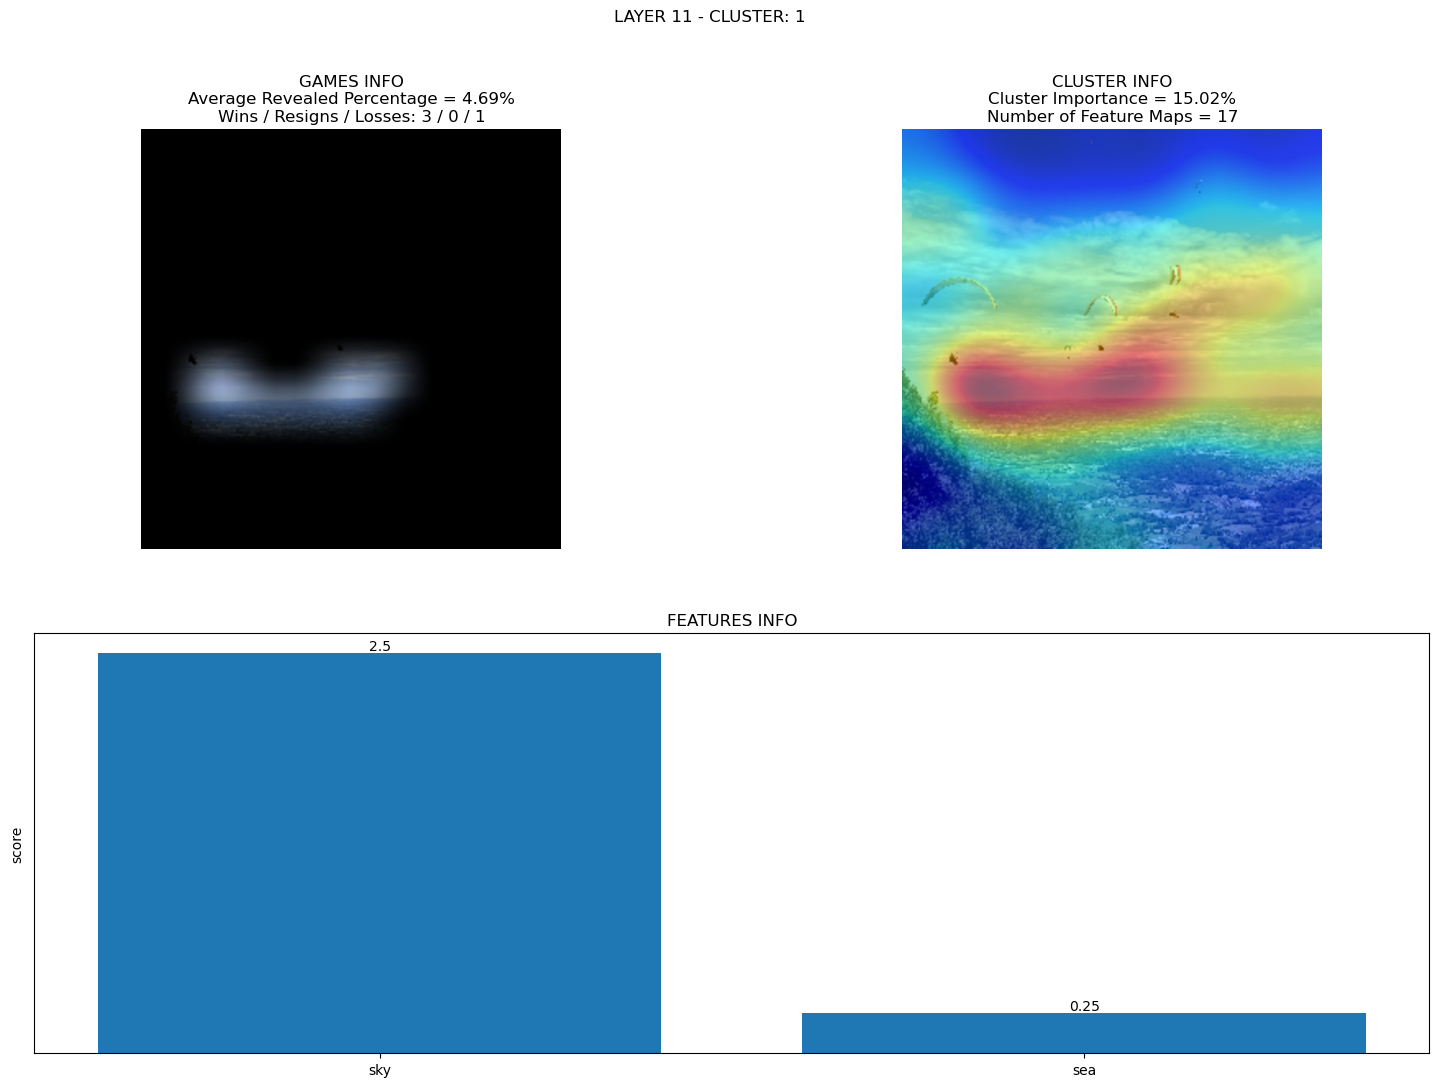 LAYER 11 - CLUSTER: 1
GAMES INFO
Average Revealed Percentage = 4.69%
Wins / Resigns / Losses: 3 / 0 / 1
CLUSTER INFO
Cluster Importance = 15.02%
Number of Feature Maps = 17
FEATURES INFO
score
2.5
0.25
sky
sea